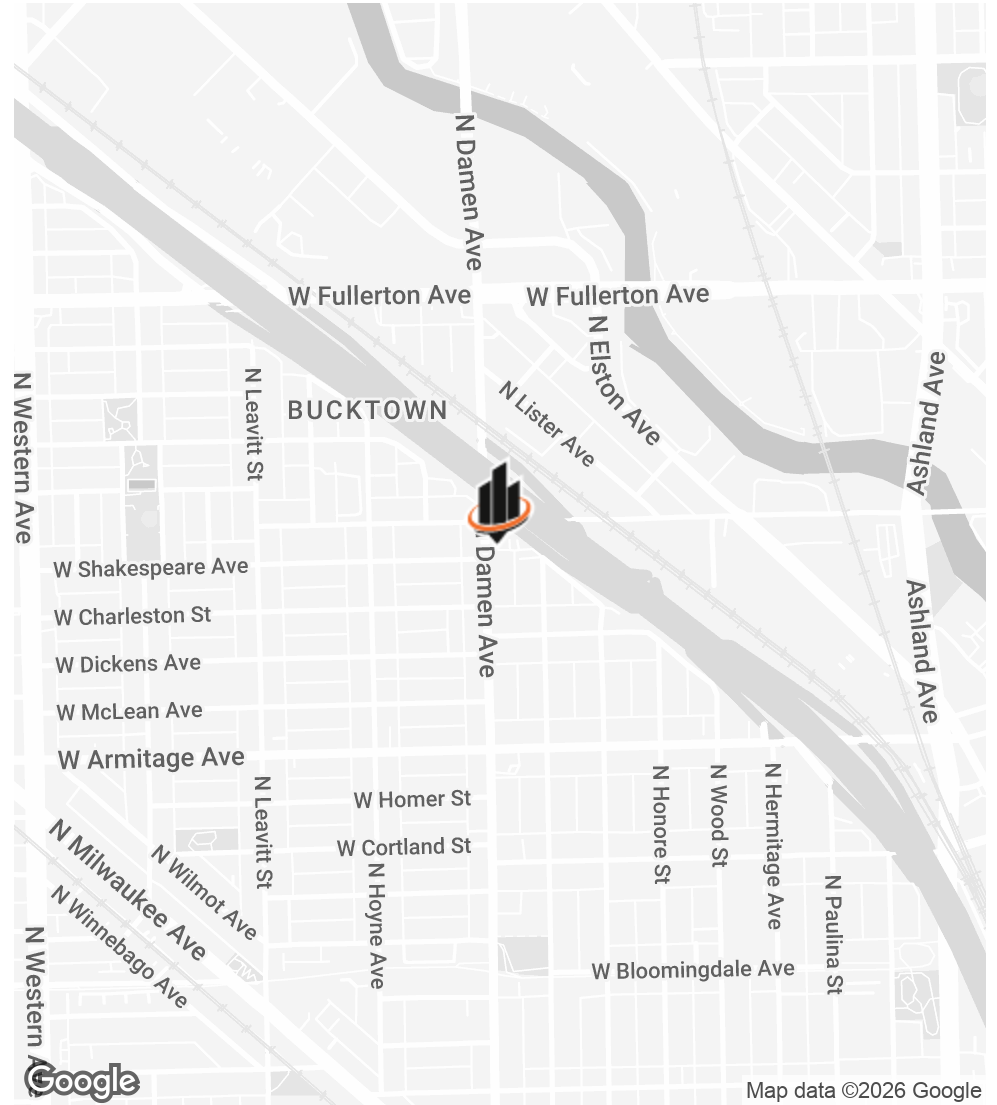 N Damen Ave
W Fullerton Ave
W Fullerton Ave
N Elston Ave
Ashland Ave
N Western Ave
N Leavitt St
BUCKTOWN
N Lister Ave
W Shakespeare Ave
Damen Ave
W Charleston St
Ashland Ave
W Dickens Ave
W McLean Ave
W Armitage Ave
N Leavitt St
W Homer St
N Honore St
N Wood St
N Hermitage Ave
N Milwaukee Ave
N Wilmot Ave
W Cortland St
N Hoyne Ave
N Paulina St
N Winnebago Ave
N Western Ave
W Bloomingdale Ave
Google
Map data ©2026 Google